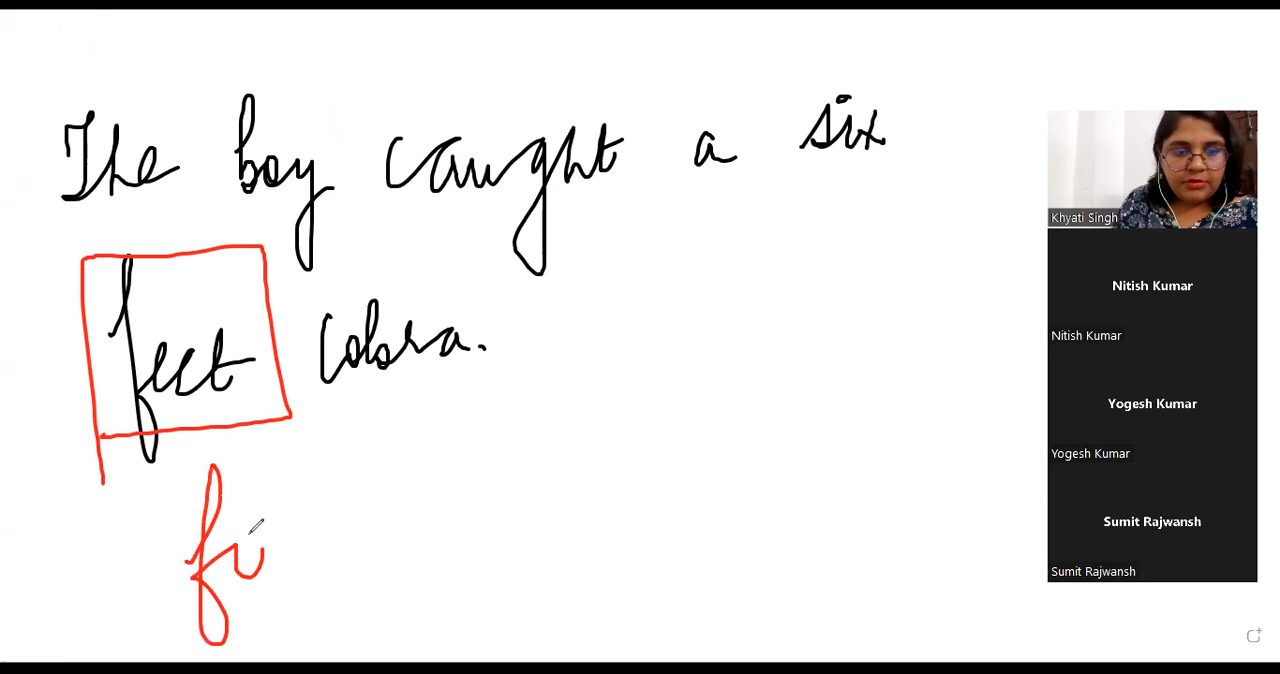 The boy caught a six
feet cobra.
Khyati Singh
Nitish Kumar
Nitish Kumar
Yogesh Kumar
Yogesh Kumar
Sumit Rajwansh
Sumit Rajwansh